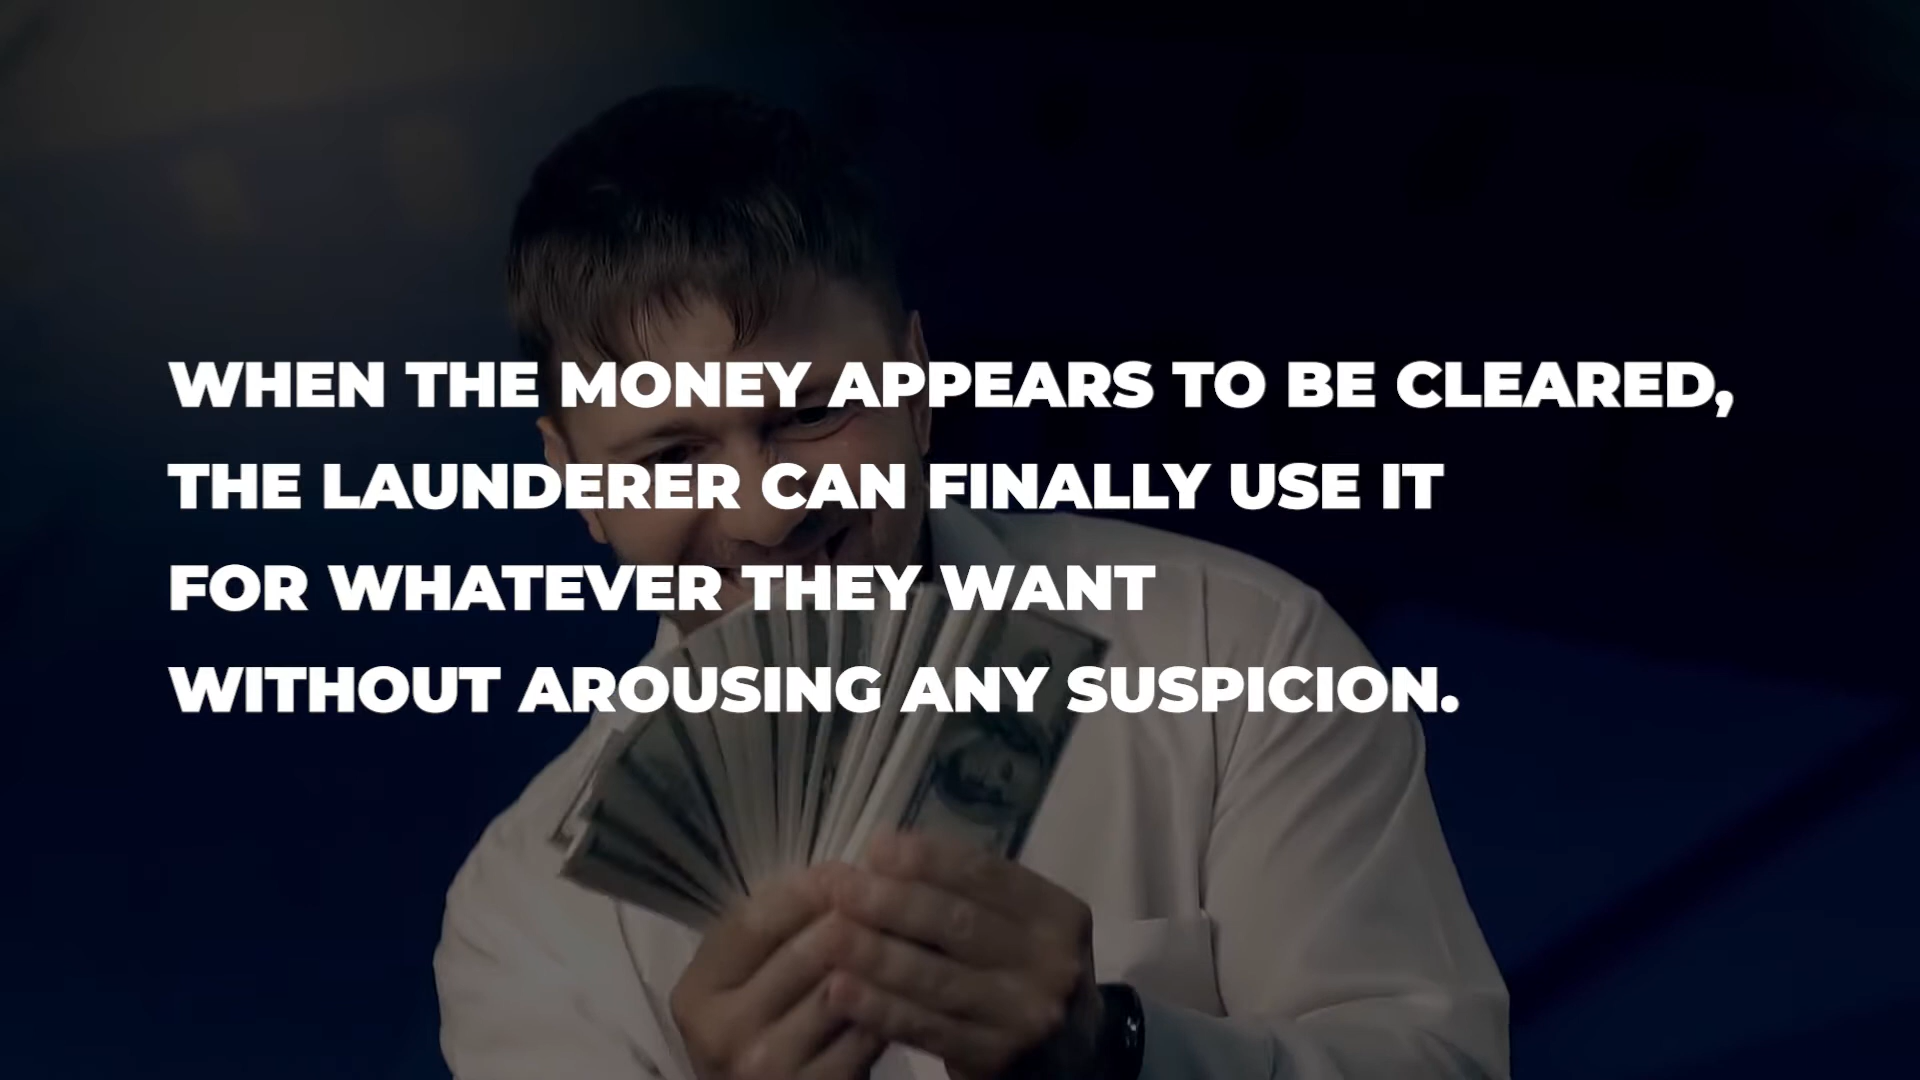 WHEN THE MONEY APPEARS TO BE CLEARED,
THE LAUNDERER CAN FINALLY USE IT
FOR WHATEVER THEY WANT
WITHOUT AROUSING ANY SUSPICION.